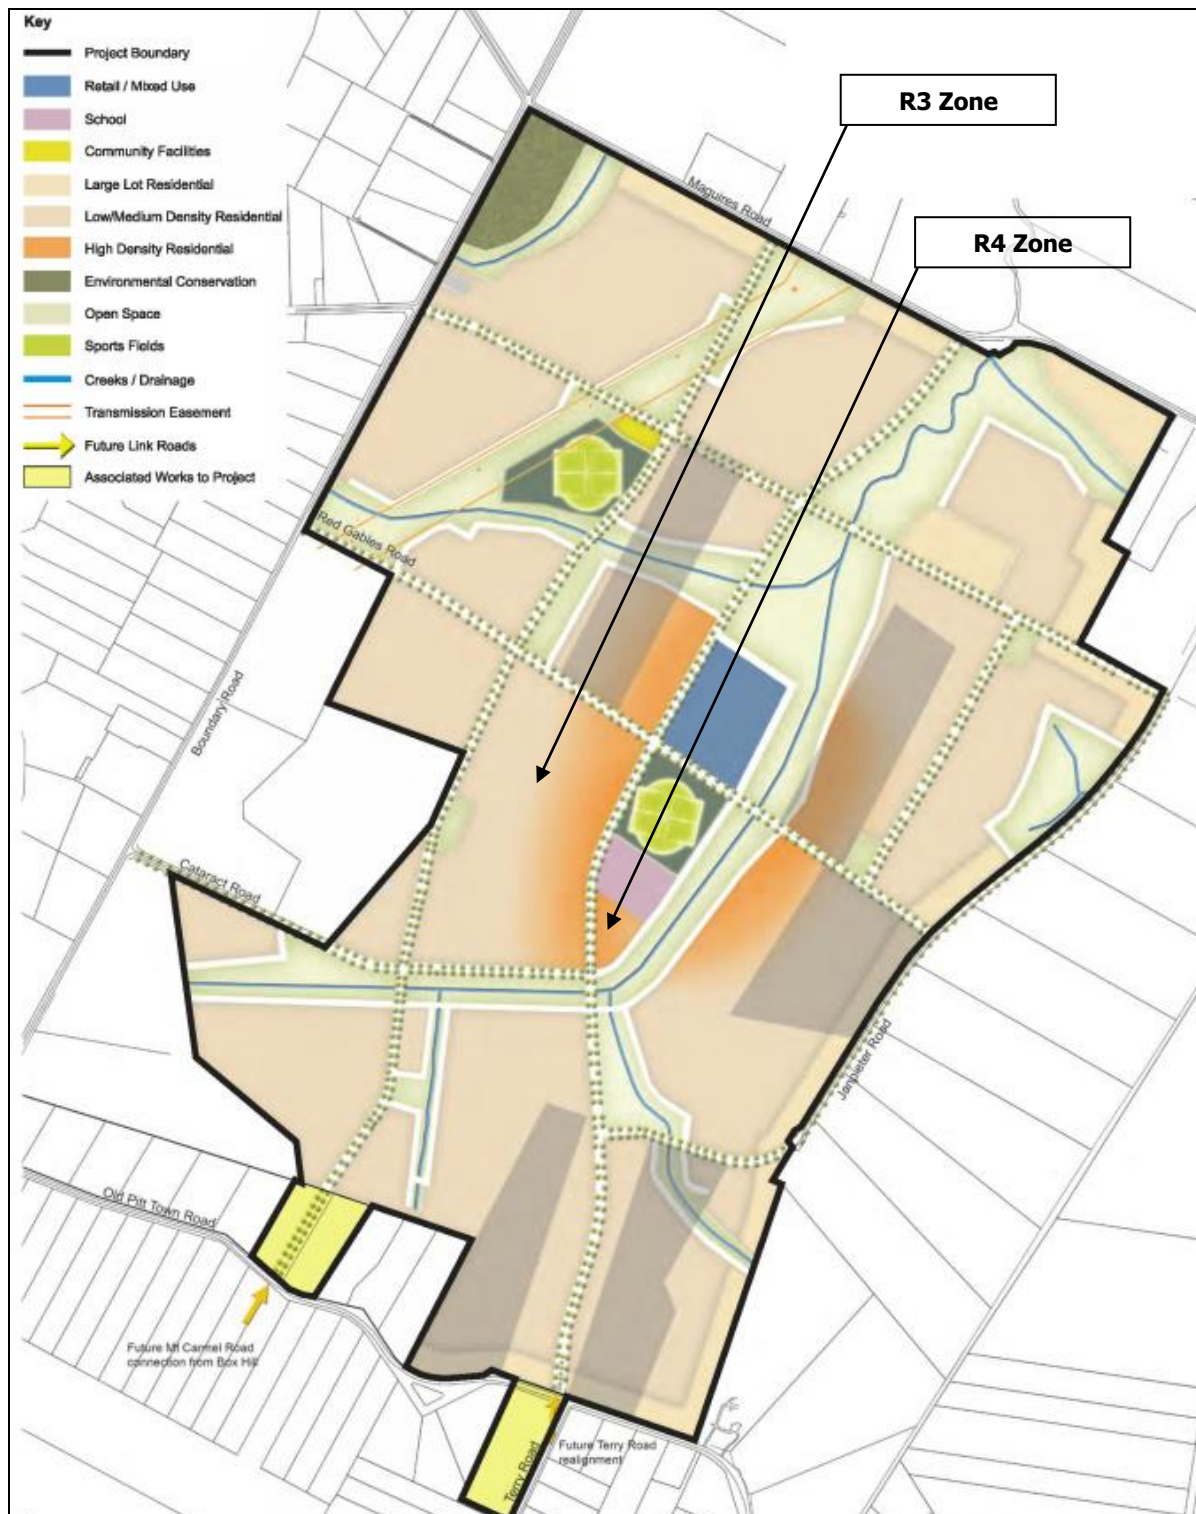 Key
Project Boundary
Retail / Mixed Use
School
Community Facilities
Large Lot Residential
Low/Medium Density Residential
High Density Residential
Environmental Conservation
Open Space
Sports Fields
Creeks / Drainage
Transmission Easement
Future Link Roads
Associated Works to Project
R3 Zone
R4 Zone
Maguires Road
Red Gables Road
Boundary Road
Cataract Road
Janpieter Road
Old Pitt Town Road
Future Mt Carmel Road
connection from Box Hill
Terry Road
Future Terry Road
realignment